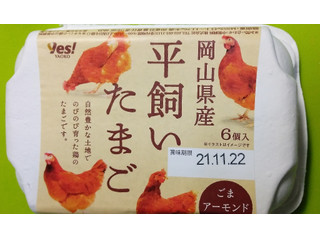 Yes!
YAOKO
岡山県産
平飼い
たまご
6個入
自然豊かな土地で
のびのび育った鶏の
たまごです。
賞味期限
21.11.22
ごま
アーモンド